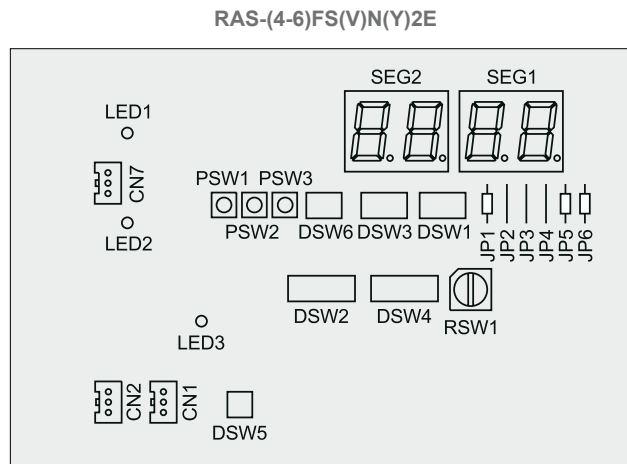 RAS-(4-6)FS(V)N(Y)2E
SEG2 SEG1
LED1
CN7
LED2
PSW1 PSW3
PSW2 DSW6 DSW3 DSW1
JP1 JP2 JP3 JP4 JP5 JP6
DSW2 DSW4 RSW1
LED3
CN2 CN1
DSW5